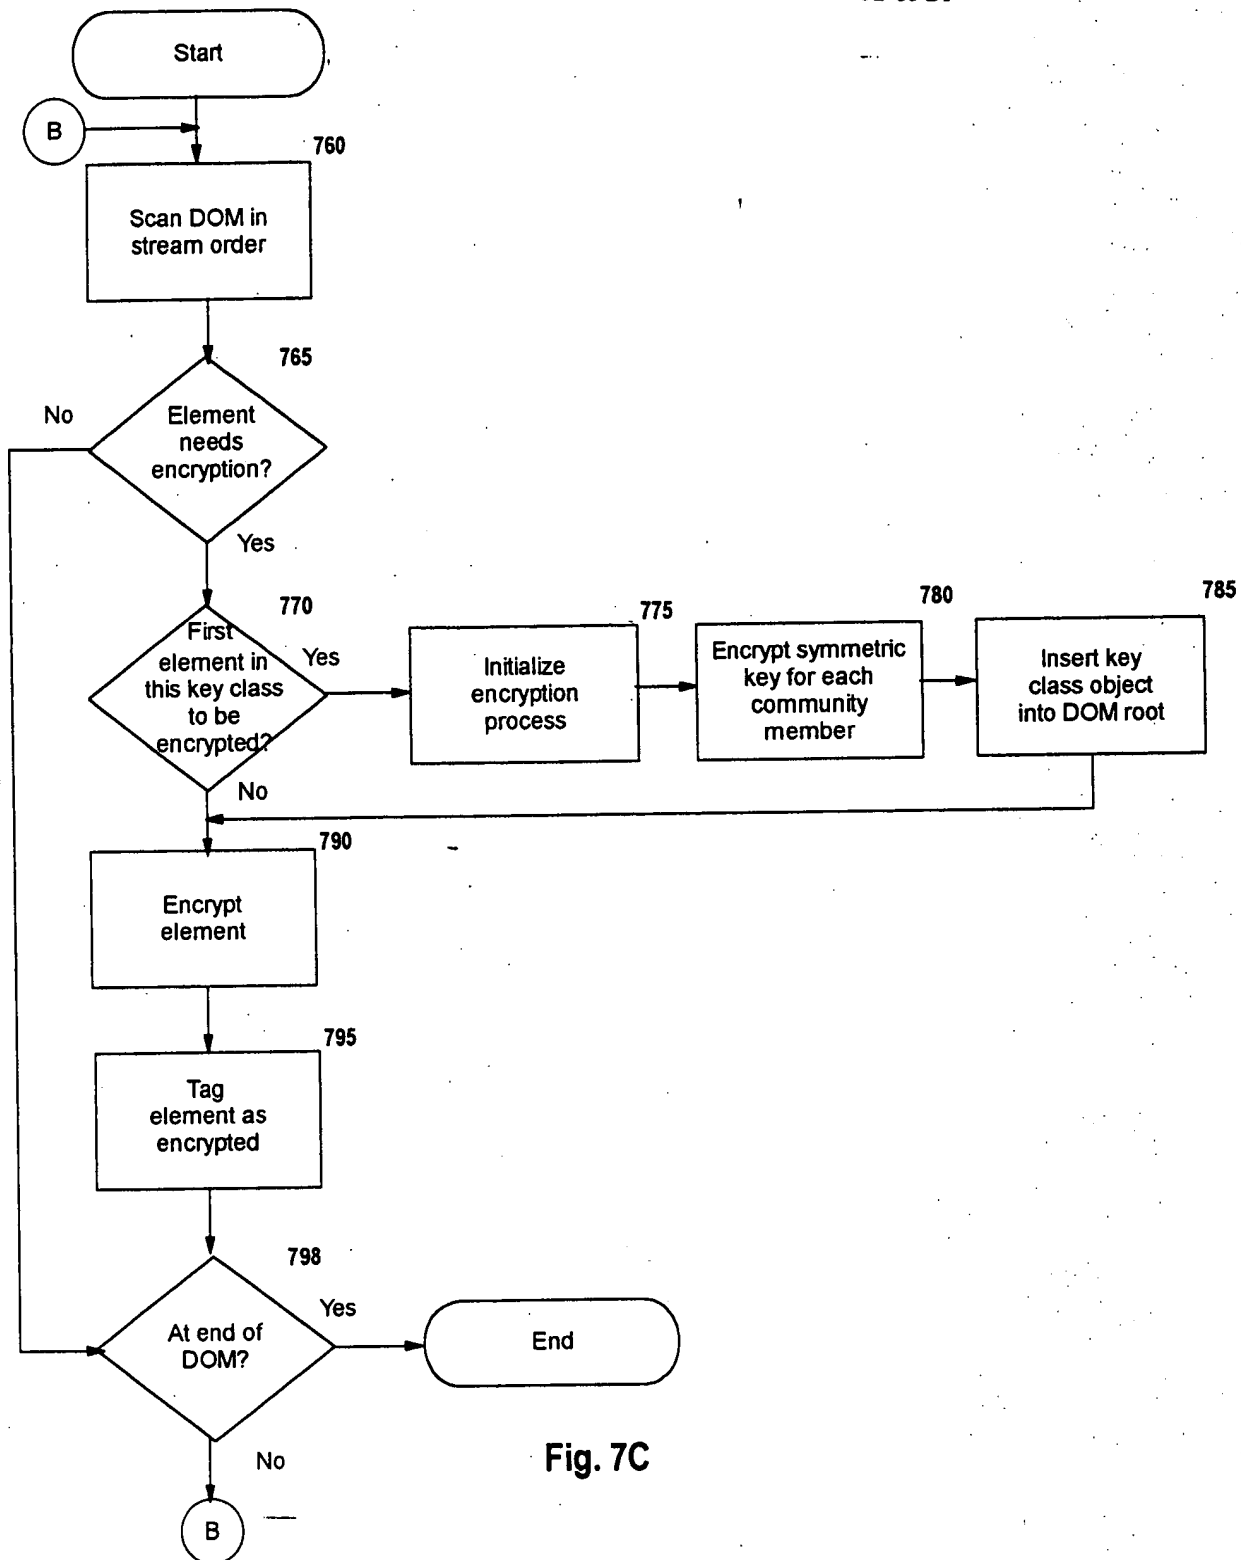 Start
B
760
Scan DOM in
stream order
765
No
Element
needs
encryption?
Yes
770
First
element in
this key class
to be
encrypted?
Yes
775
Initialize
encryption
process
780
Encrypt symmetric
key for each
community
member
785
Insert key
class object
into DOM root
No
790
Encrypt
element
795
Tag
element as
encrypted
798
At end of
DOM?
Yes
End
No
B
Fig. 7C